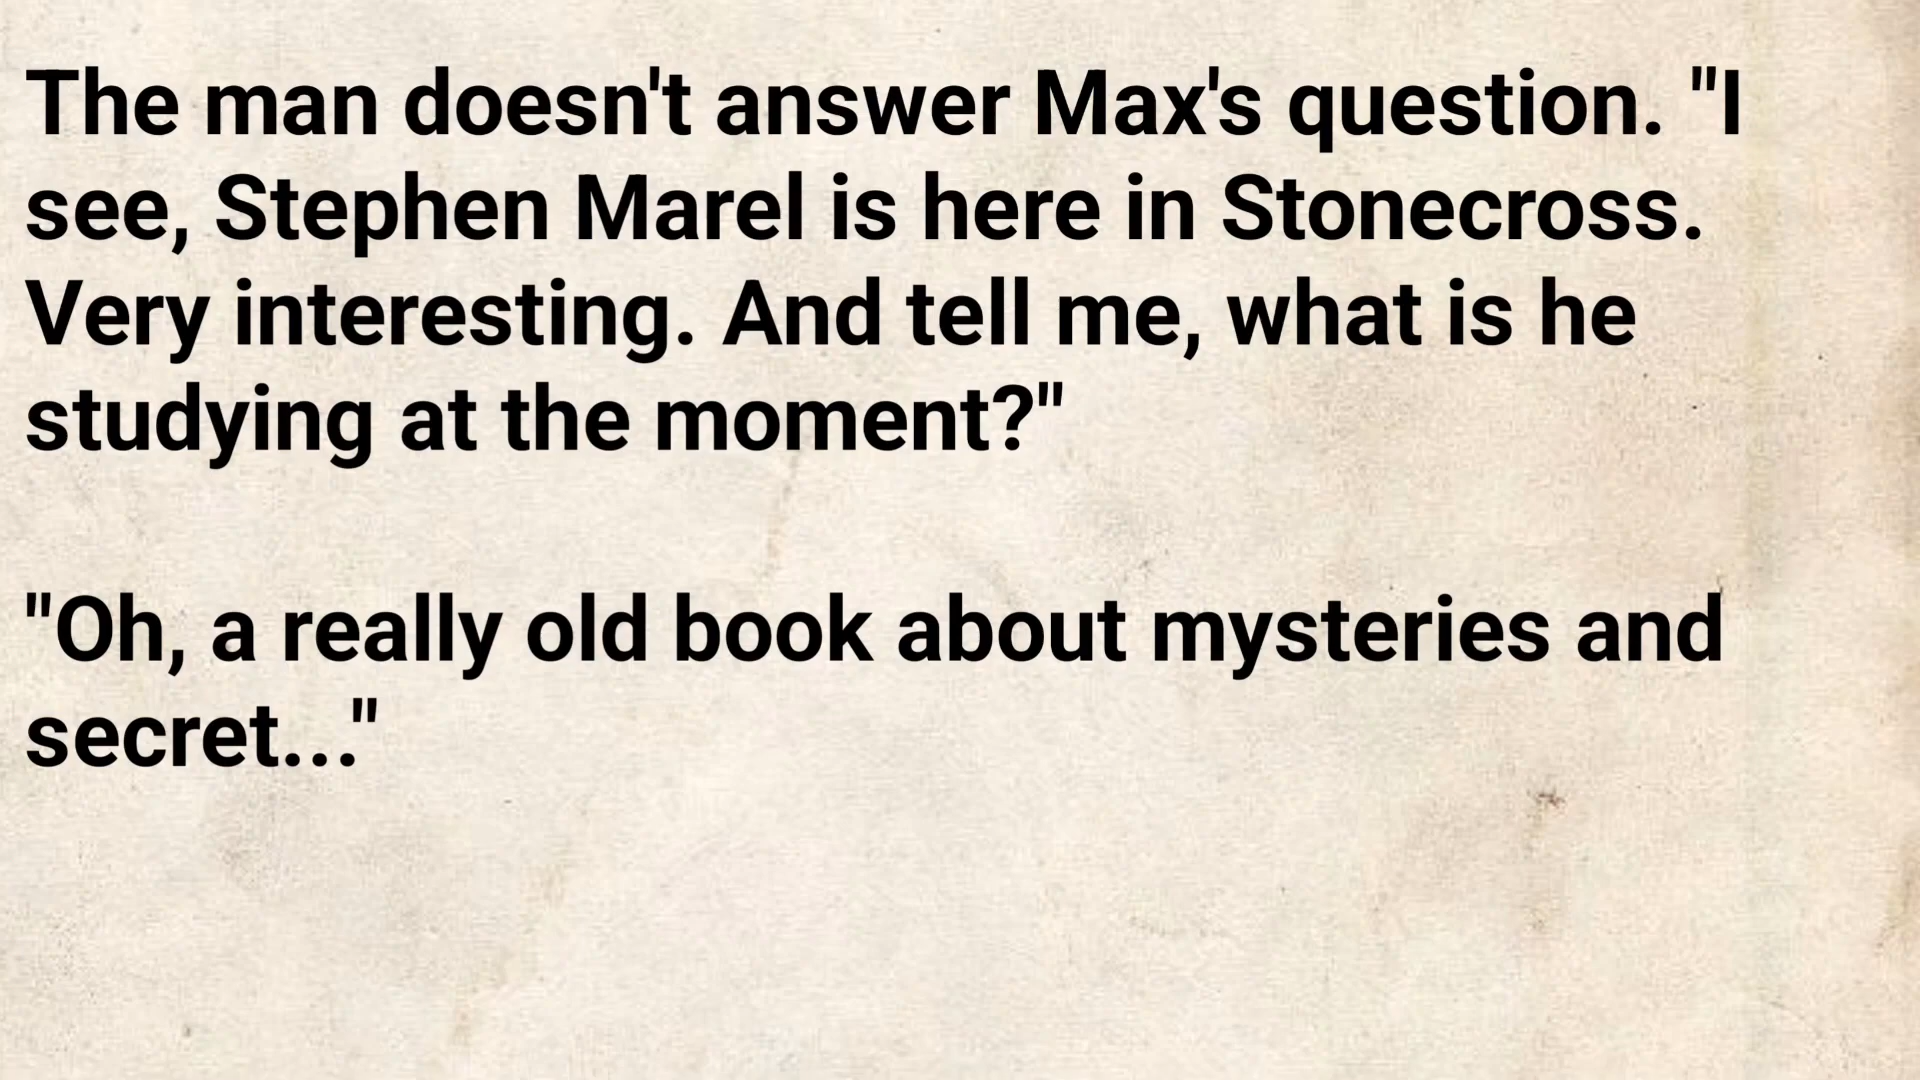 The man doesn't answer Max's question. "I
see, Stephen Marel is here in Stonecross.
Very interesting. And tell me, what is he
studying at the moment?"
"Oh, a really old book about mysteries and
secret..."